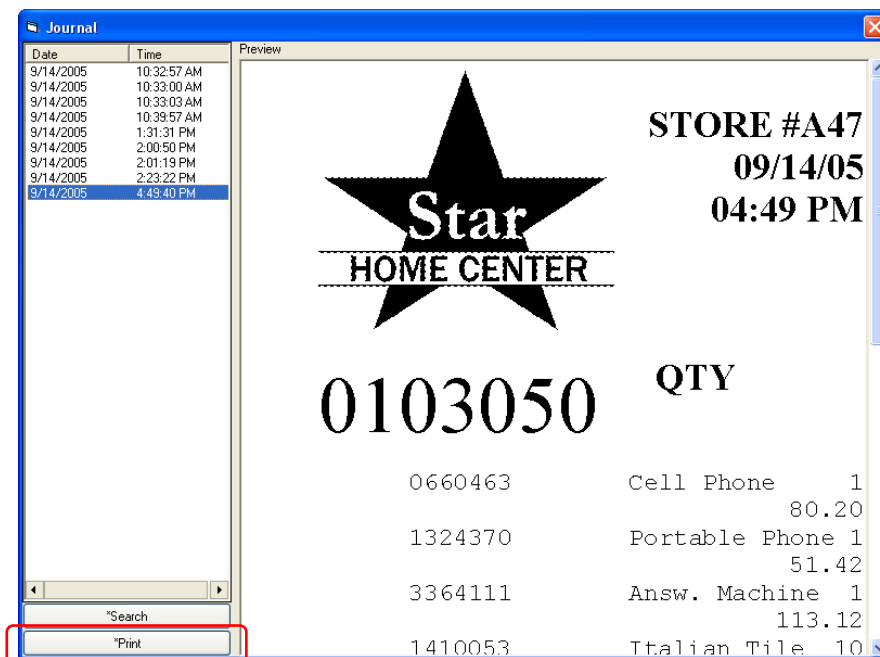 Journal
Date Time
9/14/2005 10:32:57 AM
9/14/2005 10:33:00 AM
9/14/2005 10:33:03 AM
9/14/2005 10:39:57 AM
9/14/2005 1:31:31 PM
9/14/2005 2:00:50 PM
9/14/2005 2:01:19 PM
9/14/2005 2:23:22 PM
9/14/2005 4:49:40 PM
*Search
*Print
Preview
Star
HOME CENTER
STORE #A47
09/14/05
04:49 PM
0103050 QTY
0660463 Cell Phone 1
80.20
1324370 Portable Phone 1
51.42
3364111 Answ. Machine 1
113.12
1410053 Italian Tile 10